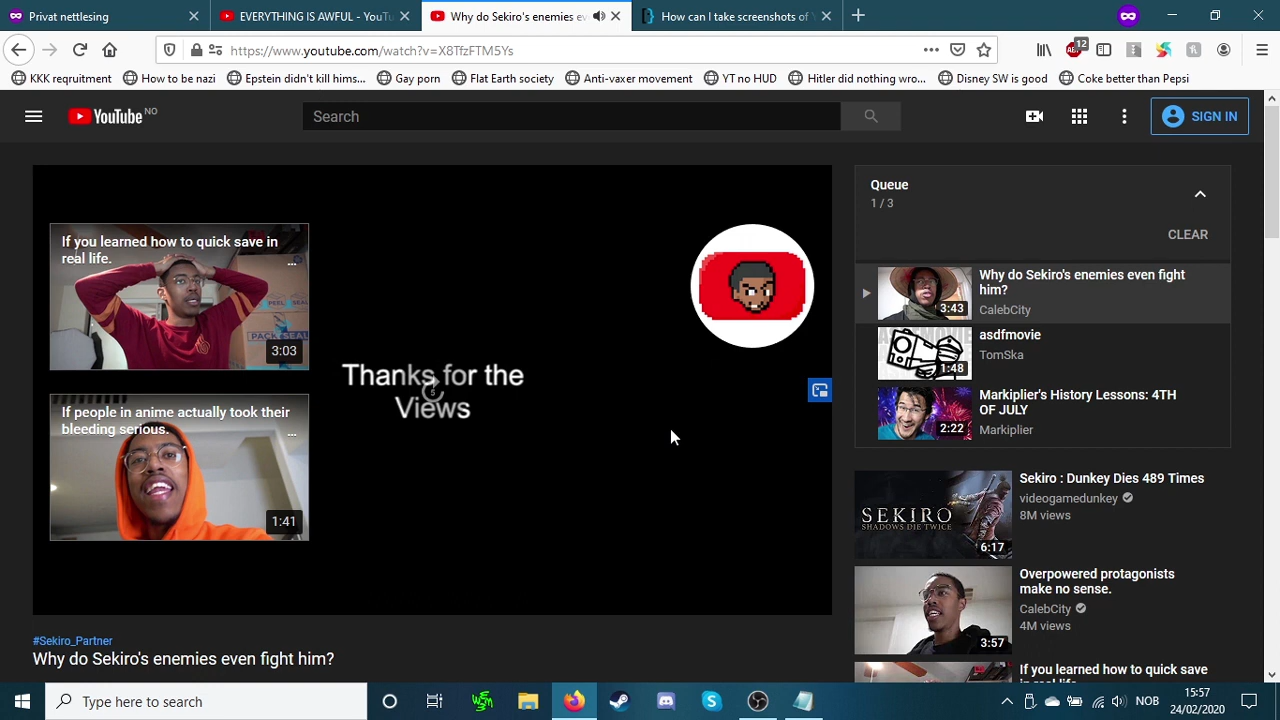 Privat nettlesing
EVERYTHING IS AWFUL - YouTu
Why do Sekiro's enemies ev
How can I take screenshots of Y
https://www.youtube.com/watch?v=X8TfzFTM5Ys
12
KKK reqruitment
How to be nazi
Epstein didn't kill hims...
Gay porn
Flat Earth society
Anti-vaxer movement
YT no HUD
Hitler did nothing wro...
Disney SW is good
Coke better than Pepsi
YouTube NO
Search
SIGN IN
If you learned how to quick save in
real life.
3:03
If people in anime actually took their
bleeding serious.
1:41
Thanks for the
Views
5
Queue
1 / 3
CLEAR
Why do Sekiro's enemies even fight
him?
CalebCity
3:43
asdfmovie
TomSka
1:48
Markiplier's History Lessons: 4TH
OF JULY
Markiplier
2:22
Sekiro : Dunkey Dies 489 Times
videogamedunkey
8M views
SEKIRO
SHADOWS DIE TWICE
6:17
Overpowered protagonists
make no sense.
CalebCity
4M views
3:57
If you learned how to quick save
in real life.
#Sekiro_Partner
Why do Sekiro's enemies even fight him?
Type here to search
NOB
15:57
24/02/2020